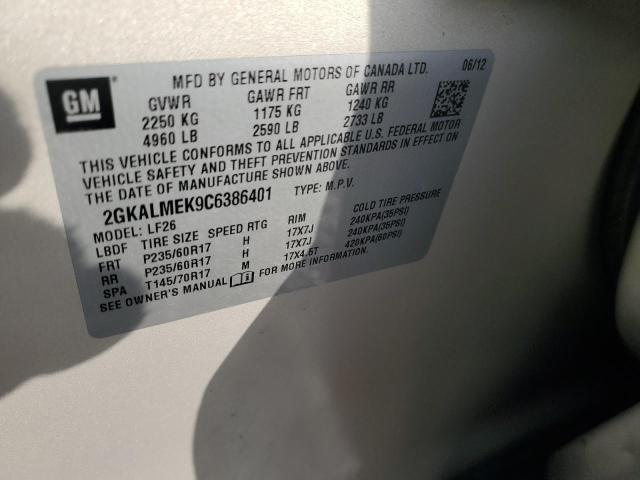 GM
MFD BY GENERAL MOTORS OF CANADA LTD. 06/12
GVWR GAWR FRT GAWR RR
2250 KG 1175 KG 1240 KG
4960 LB 2590 LB 2733 LB
THIS VEHICLE CONFORMS TO ALL APPLICABLE U.S. FEDERAL MOTOR
VEHICLE SAFETY AND THEFT PREVENTION STANDARDS IN EFFECT ON
THE DATE OF MANUFACTURE SHOWN ABOVE.
2GKALMEK9C6386401 TYPE: M.P.V.
MODEL: LF26
LBDF TIRE SIZE SPEED RTG RIM COLD TIRE PRESSURE
FRT P235/60R17 H 17X7J 240KPA(35PSI)
RR P235/60R17 H 17X7J 240KPA(35PSI)
SPA T145/70R17 M 17X4.5T 420KPA(60PSI)
SEE OWNER'S MANUAL FOR MORE INFORMATION.